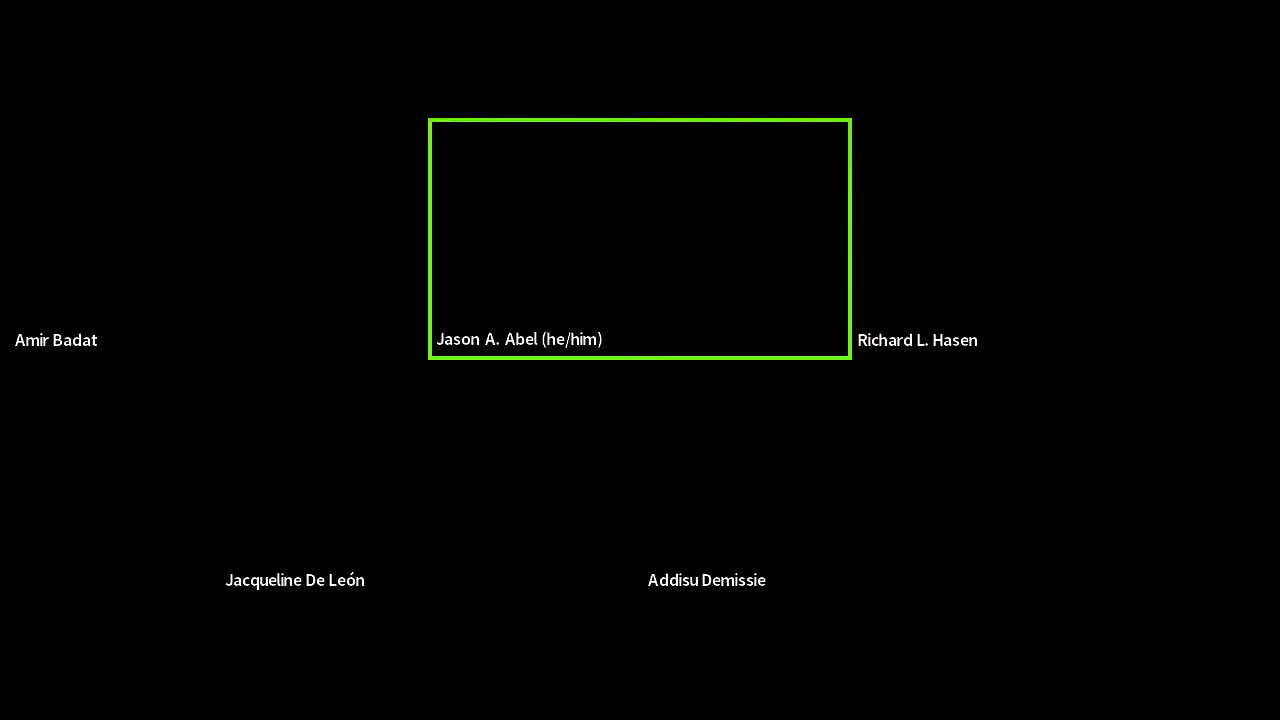 Amir Badat
Jason A. Abel (he/him)
Richard L. Hasen
Jacqueline De León
Addisu Demissie